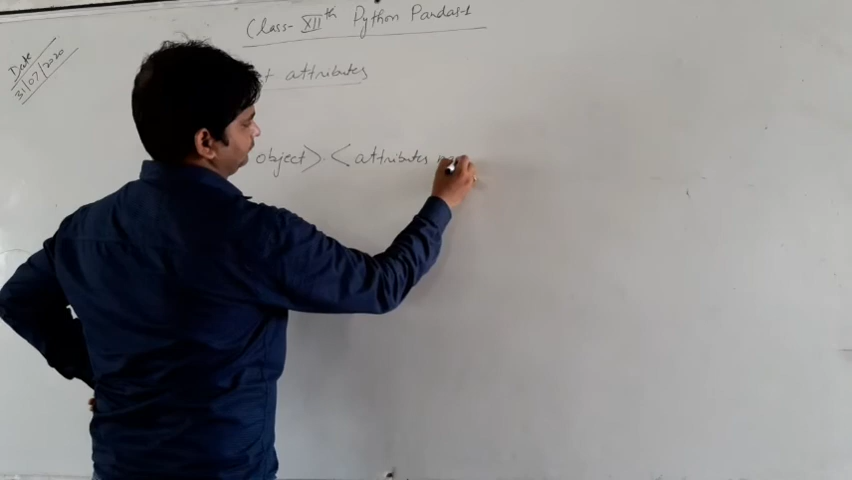 Class- XIIth Python Pandas-1
Date
31/07/2020
attributes
object>.<attributes